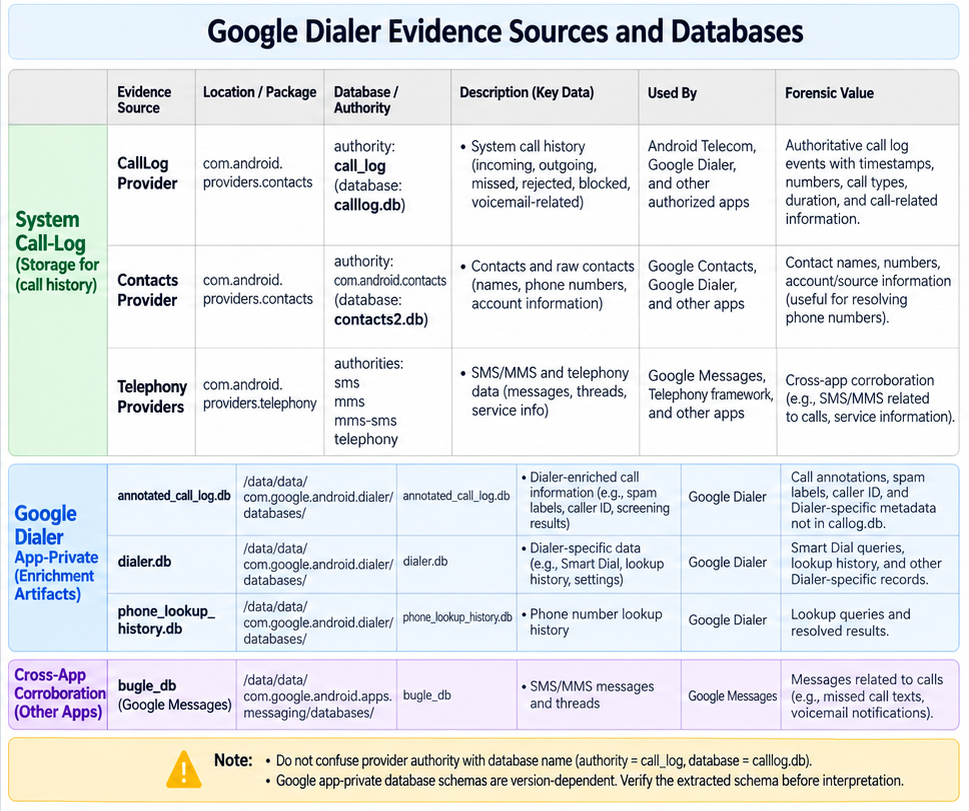 Google Dialer Evidence Sources and Databases
Evidence
Source
Location / Package
Database /
Authority
Description (Key Data)
Used By
Forensic Value
System
Call-Log
(Storage for
(call history)
CallLog
Provider
com.android.
providers.contacts
authority:
call_log
(database:
calllog.db)
• System call history
(incoming, outgoing,
missed, rejected, blocked,
voicemail-related)
Android Telecom,
Google Dialer,
and other
authorized apps
Authoritative call log
events with timestamps,
numbers, call types,
duration, and call-related
information.
Contacts
Provider
com.android.
providers.contacts
authority:
com.android.contacts
(database:
contacts2.db)
• Contacts and raw contacts
(names, phone numbers,
account information)
Google Contacts,
Google Dialer,
and other apps
Contact names, numbers,
account/source information
(useful for resolving
phone numbers).
Telephony
Providers
com.android.
providers.telephony
authorities:
sms
mms
mms-sms
telephony
• SMS/MMS and telephony
data (messages, threads,
service info)
Google Messages,
Telephony framework,
and other apps
Cross-app corroboration
(e.g., SMS/MMS related
to calls, service information).
Google
Dialer
App-Private
(Enrichment
Artifacts)
annotated_call_log.db
/data/data/
com.google.android.dialer/
databases/
annotated_call_log.db
• Dialer-enriched call
information (e.g., spam
labels, caller ID, screening
results)
Google Dialer
Call annotations, spam
labels, caller ID, and
Dialer-specific metadata
not in callog.db.
dialer.db
/data/data/
com.google.android.dialer/
databases/
dialer.db
• Dialer-specific data
(e.g., Smart Dial, lookup
history, settings)
Google Dialer
Smart Dial queries,
lookup history, and other
Dialer-specific records.
phone_lookup_
history.db
/data/data/
com.google.android.dialer/
databases/
phone_lookup_history.db
• Phone number lookup
history
Google Dialer
Lookup queries and
resolved results.
Cross-App
Corroboration
(Other Apps)
bugle_db
(Google Messages)
/data/data/
com.google.android.apps.
messaging/databases/
bugle_db
• SMS/MMS messages
and threads
Google Messages
Messages related to calls
(e.g., missed call texts,
voicemail notifications).
Note:
• Do not confuse provider authority with database name (authority = call_log, database = calllog.db).
• Google app-private database schemas are version-dependent. Verify the extracted schema before interpretation.